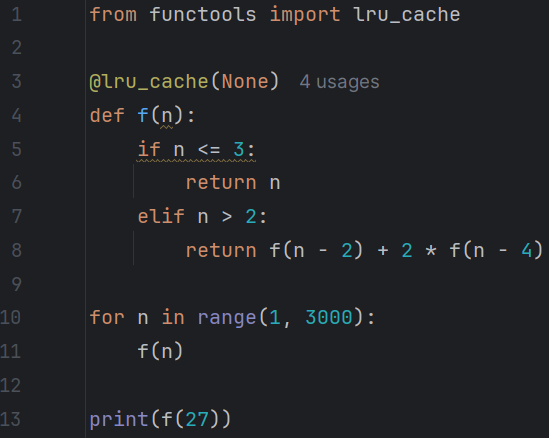 1 from functools import lru_cache
2
3 @lru_cache(None) 4 usages
4 def f(n):
5     if n <= 3:
6         return n
7     elif n > 2:
8         return f(n - 2) + 2 * f(n - 4)
9
10 for n in range(1, 3000):
11     f(n)
12
13 print(f(27))